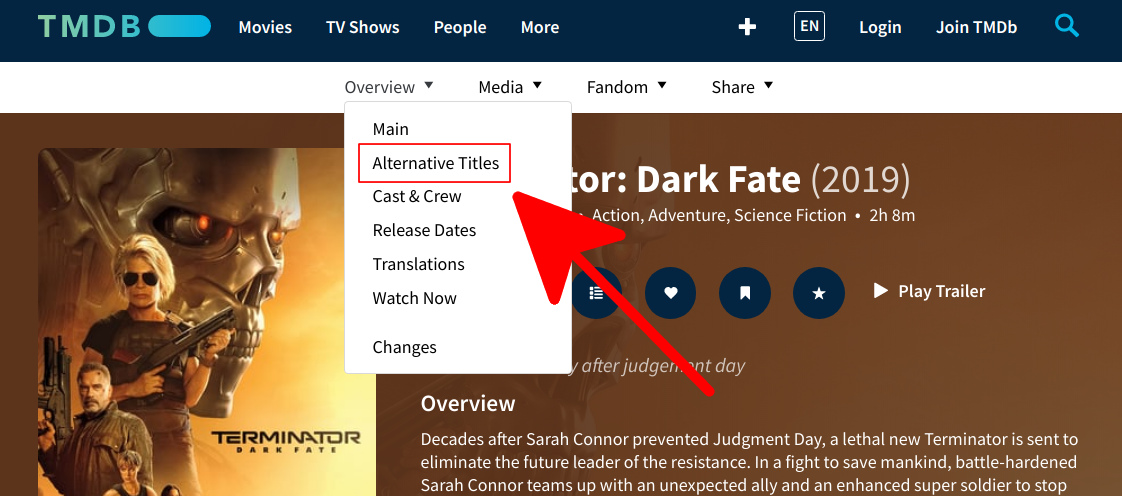 TMDB Movies TV Shows People More EN Login Join TMDb
Overview Media Fandom Share
Main
Alternative Titles
Cast & Crew
Release Dates
Translations
Watch Now
Changes
tor: Dark Fate (2019)
• Action, Adventure, Science Fiction • 2h 8m
Play Trailer
y after judgement day
TERMINATOR
DARK FATE
Overview
Decades after Sarah Connor prevented Judgment Day, a lethal new Terminator is sent to
eliminate the future leader of the resistance. In a fight to save mankind, battle-hardened
Sarah Connor teams up with an unexpected ally and an enhanced super soldier to stop